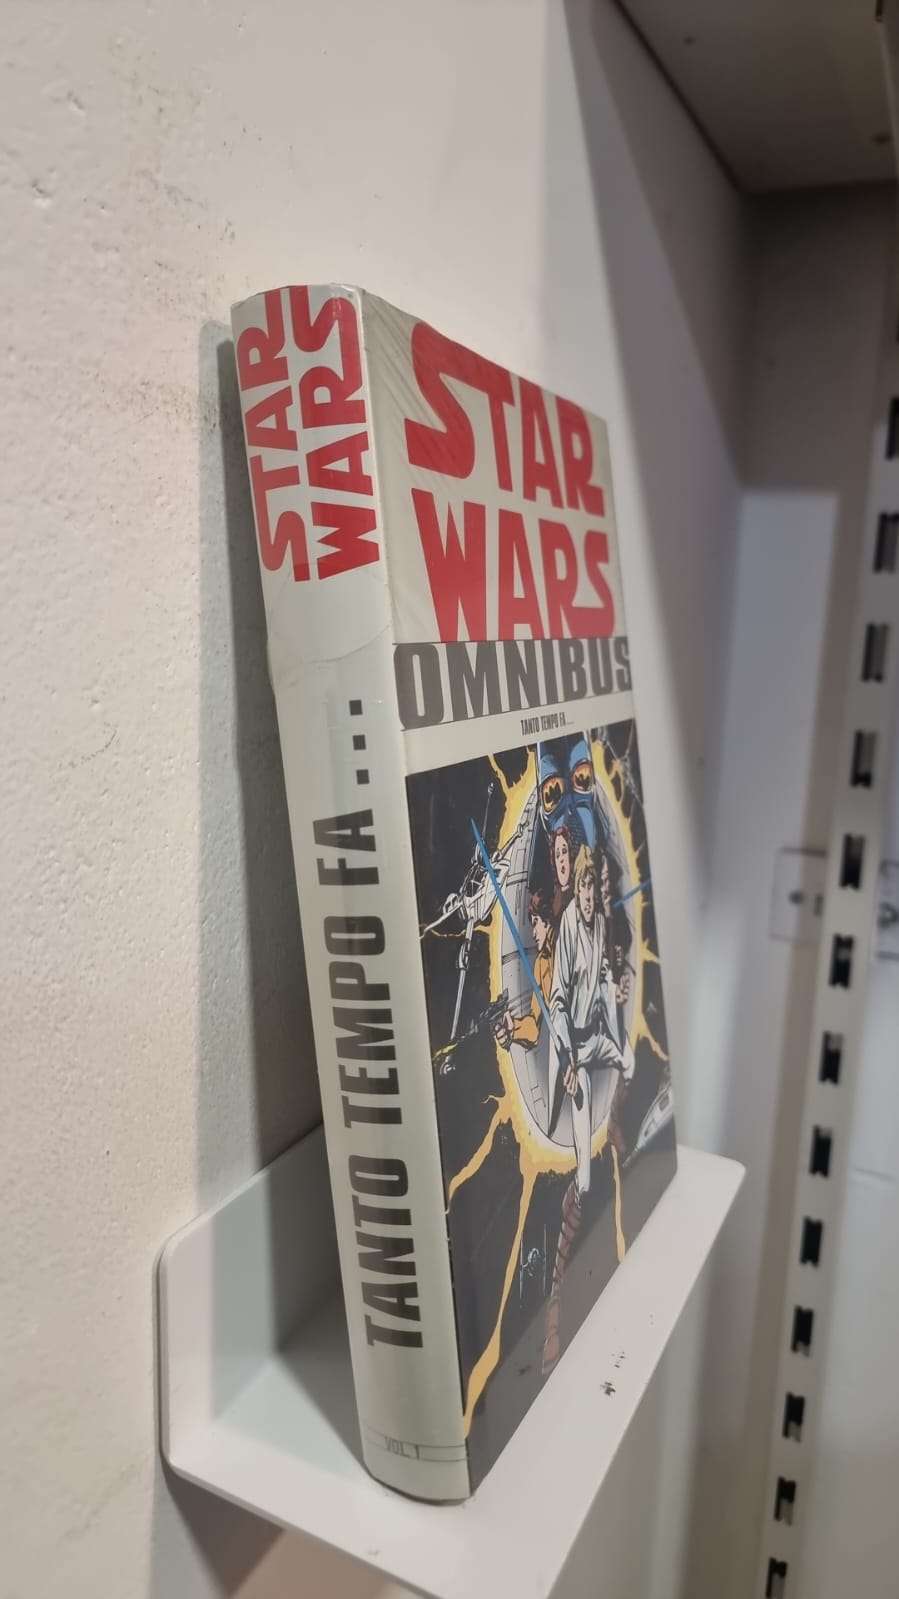 STAR
WARS
TANTO TEMPO FA...
VOL. 1
STAR
WARS
OMNIBUS
TANTO TEMPO FA...